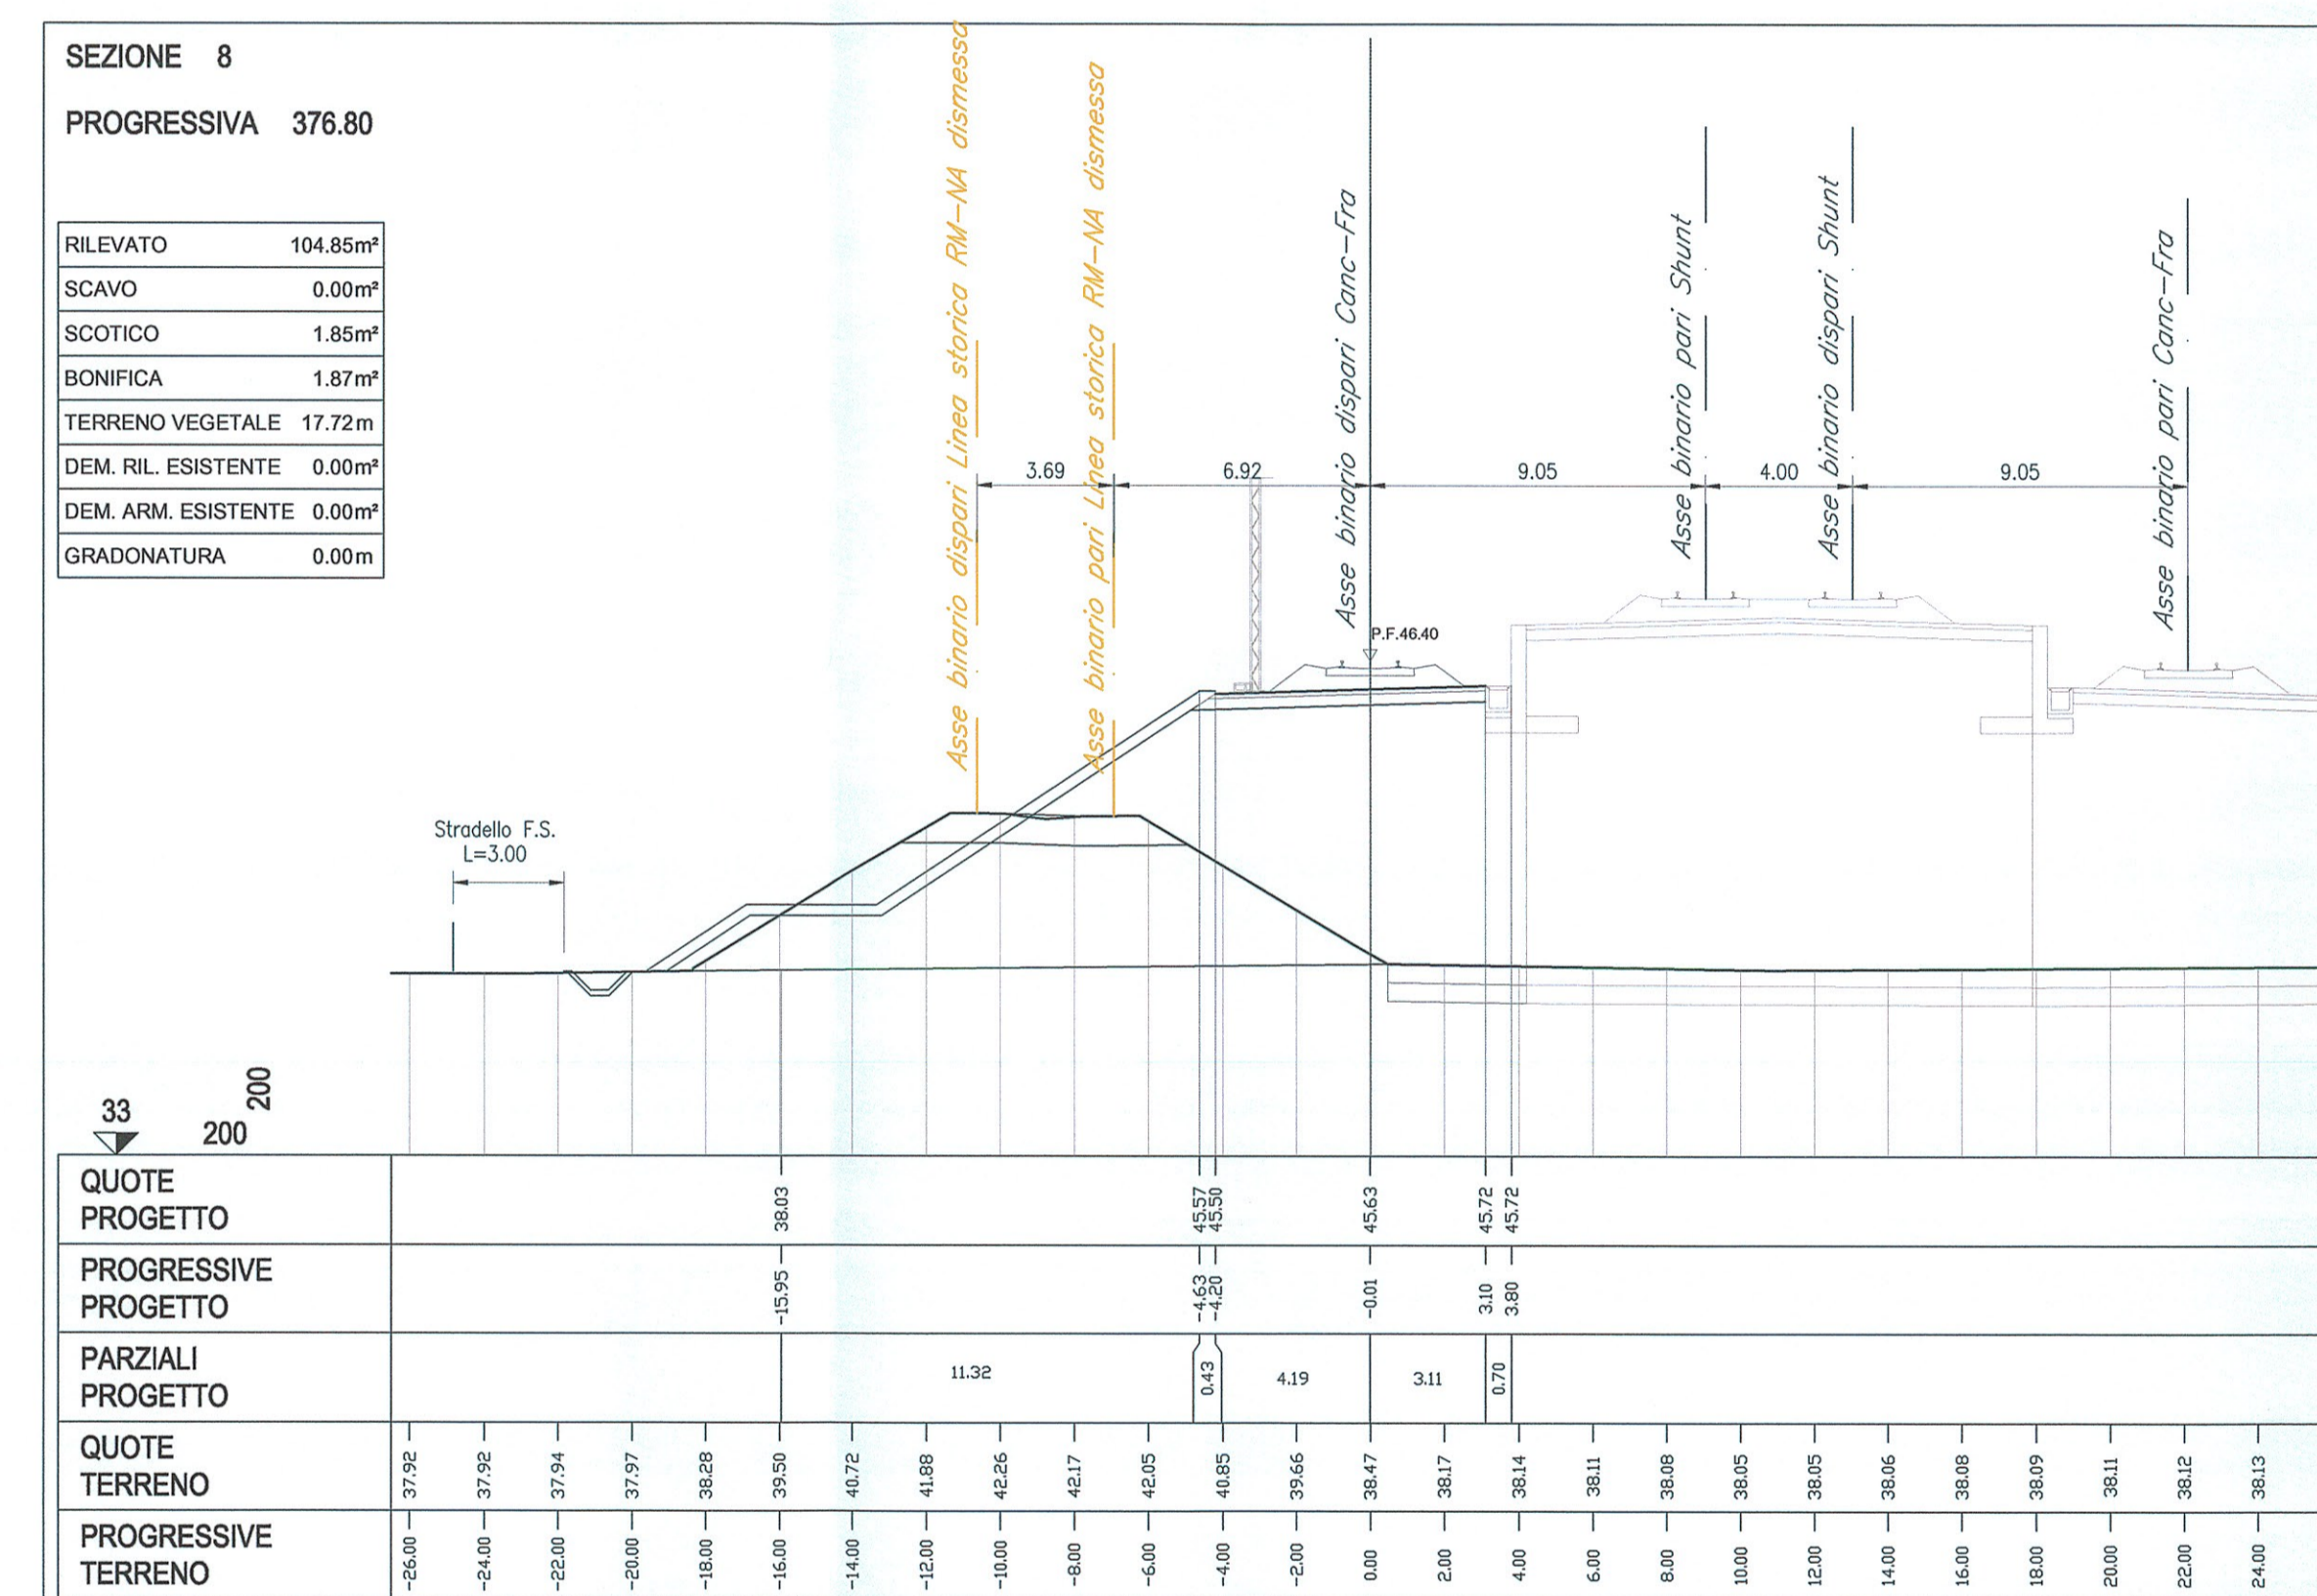 SEZIONE 8
PROGRESSIVA 376.80
RILEVATO 104.85m²
SCAVO 0.00m²
SCOTICO 1.85m²
BONIFICA 1.87m²
TERRENO VEGETALE 17.72m
DEM. RIL. ESISTENTE 0.00m²
DEM. ARM. ESISTENTE 0.00m²
GRADONATURA 0.00m
Asse binario dispari Linea storica RM-NA dismessa
Asse binario pari Linea storica RM-NA dismessa
Asse binario dispari Canc-Fra
Asse binario pari Shunt
Asse binario dispari Shunt
Asse binario pari Canc-Fra
3.69 6.92 9.05 4.00 9.05
P.F.46.40
Stradello F.S.
L=3.00
33
200
200
QUOTE
PROGETTO
38.03 45.57 45.50 45.63 45.72 45.72
PROGRESSIVE
PROGETTO
-15.95 -4.63 -4.20 -0.01 3.10 3.80
PARZIALI
PROGETTO
11.32 0.43 4.19 3.11 0.70
QUOTE
TERRENO
37.92 37.92 37.94 37.97 38.28 39.50 40.72 41.88 42.26 42.17 42.05 40.85 39.66 38.47 38.17 38.14 38.11 38.08 38.05 38.05 38.06 38.08 38.09 38.11 38.12 38.13
PROGRESSIVE
TERRENO
-26.00 -24.00 -22.00 -20.00 -18.00 -16.00 -14.00 -12.00 -10.00 -8.00 -6.00 -4.00 -2.00 0.00 2.00 4.00 6.00 8.00 10.00 12.00 14.00 16.00 18.00 20.00 22.00 24.00